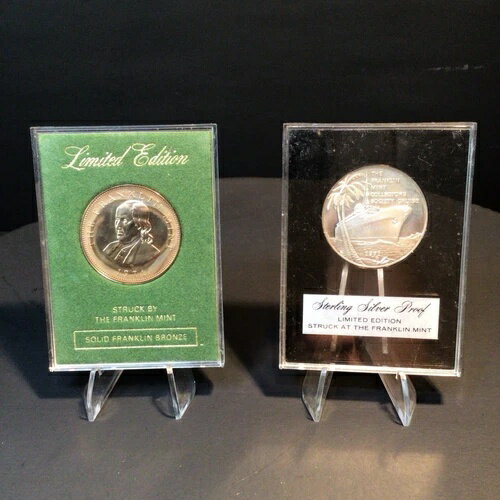 Limited Edition
STRUCK BY
THE FRANKLIN MINT
SOLID FRANKLIN BRONZE
THE
FRANKLIN
MINT
COLLECTORS
SOCIETY CRUISE
Sterling Silver Proof
LIMITED EDITION
STRUCK AT THE FRANKLIN MINT